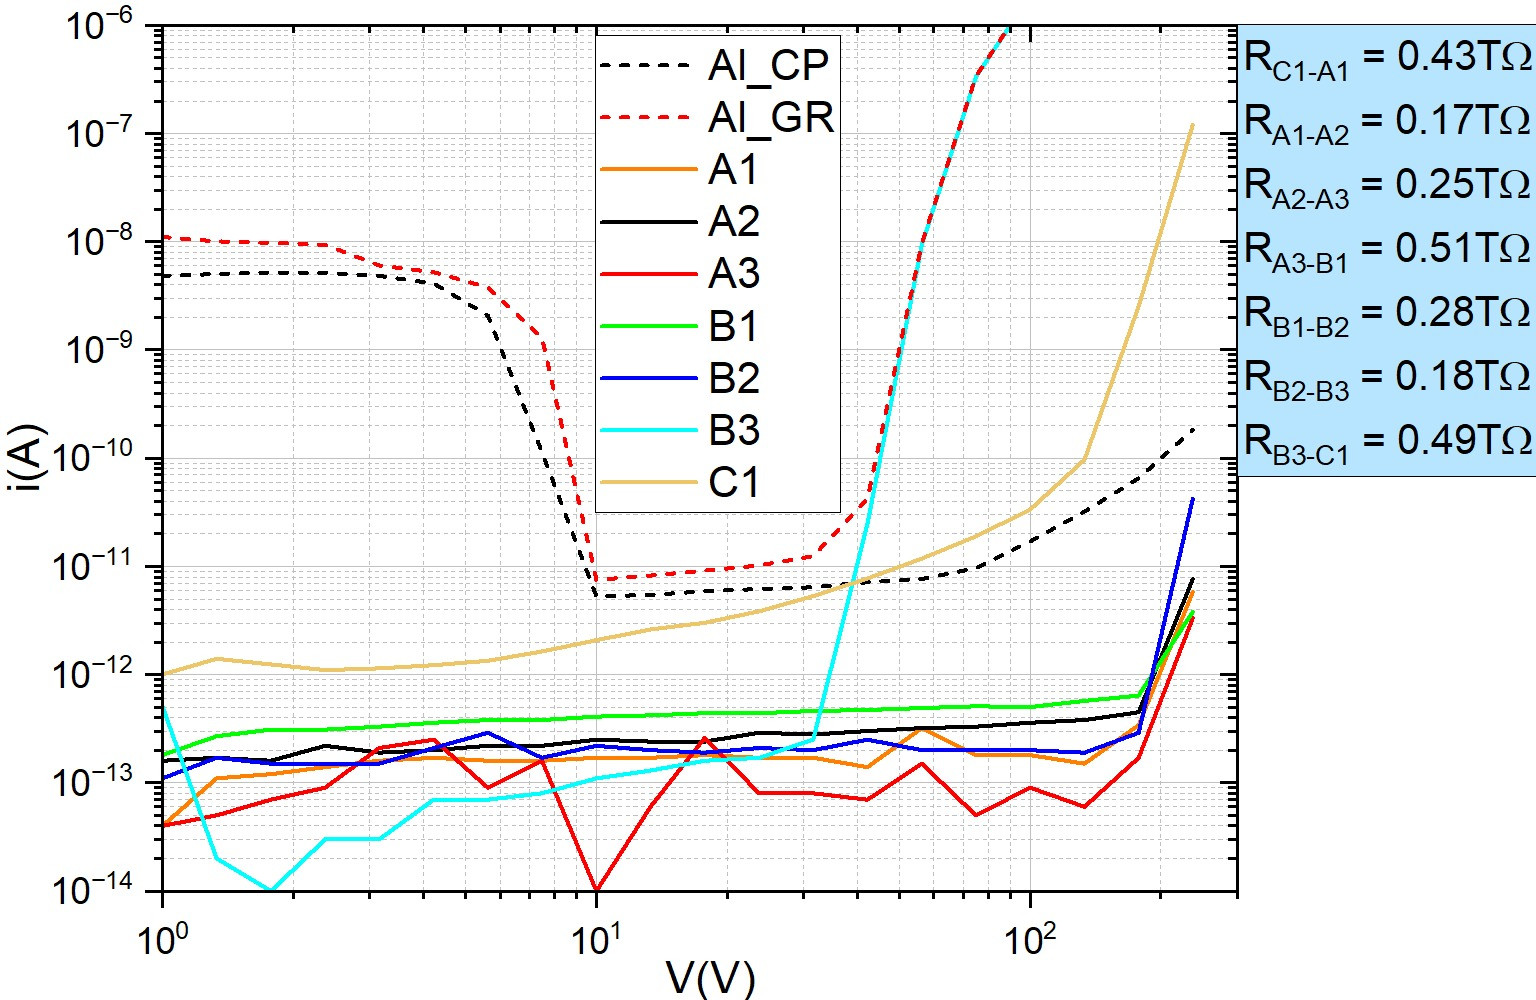 10⁻⁶
10⁻⁷
10⁻⁸
10⁻⁹
10⁻¹⁰
10⁻¹¹
10⁻¹²
10⁻¹³
10⁻¹⁴
i(A)
10⁰
10¹
10²
V(V)
AI_CP
AI_GR
A1
A2
A3
B1
B2
B3
C1
R_C1-A1 = 0.43TΩ
R_A1-A2 = 0.17TΩ
R_A2-A3 = 0.25TΩ
R_A3-B1 = 0.51TΩ
R_B1-B2 = 0.28TΩ
R_B2-B3 = 0.18TΩ
R_B3-C1 = 0.49TΩ